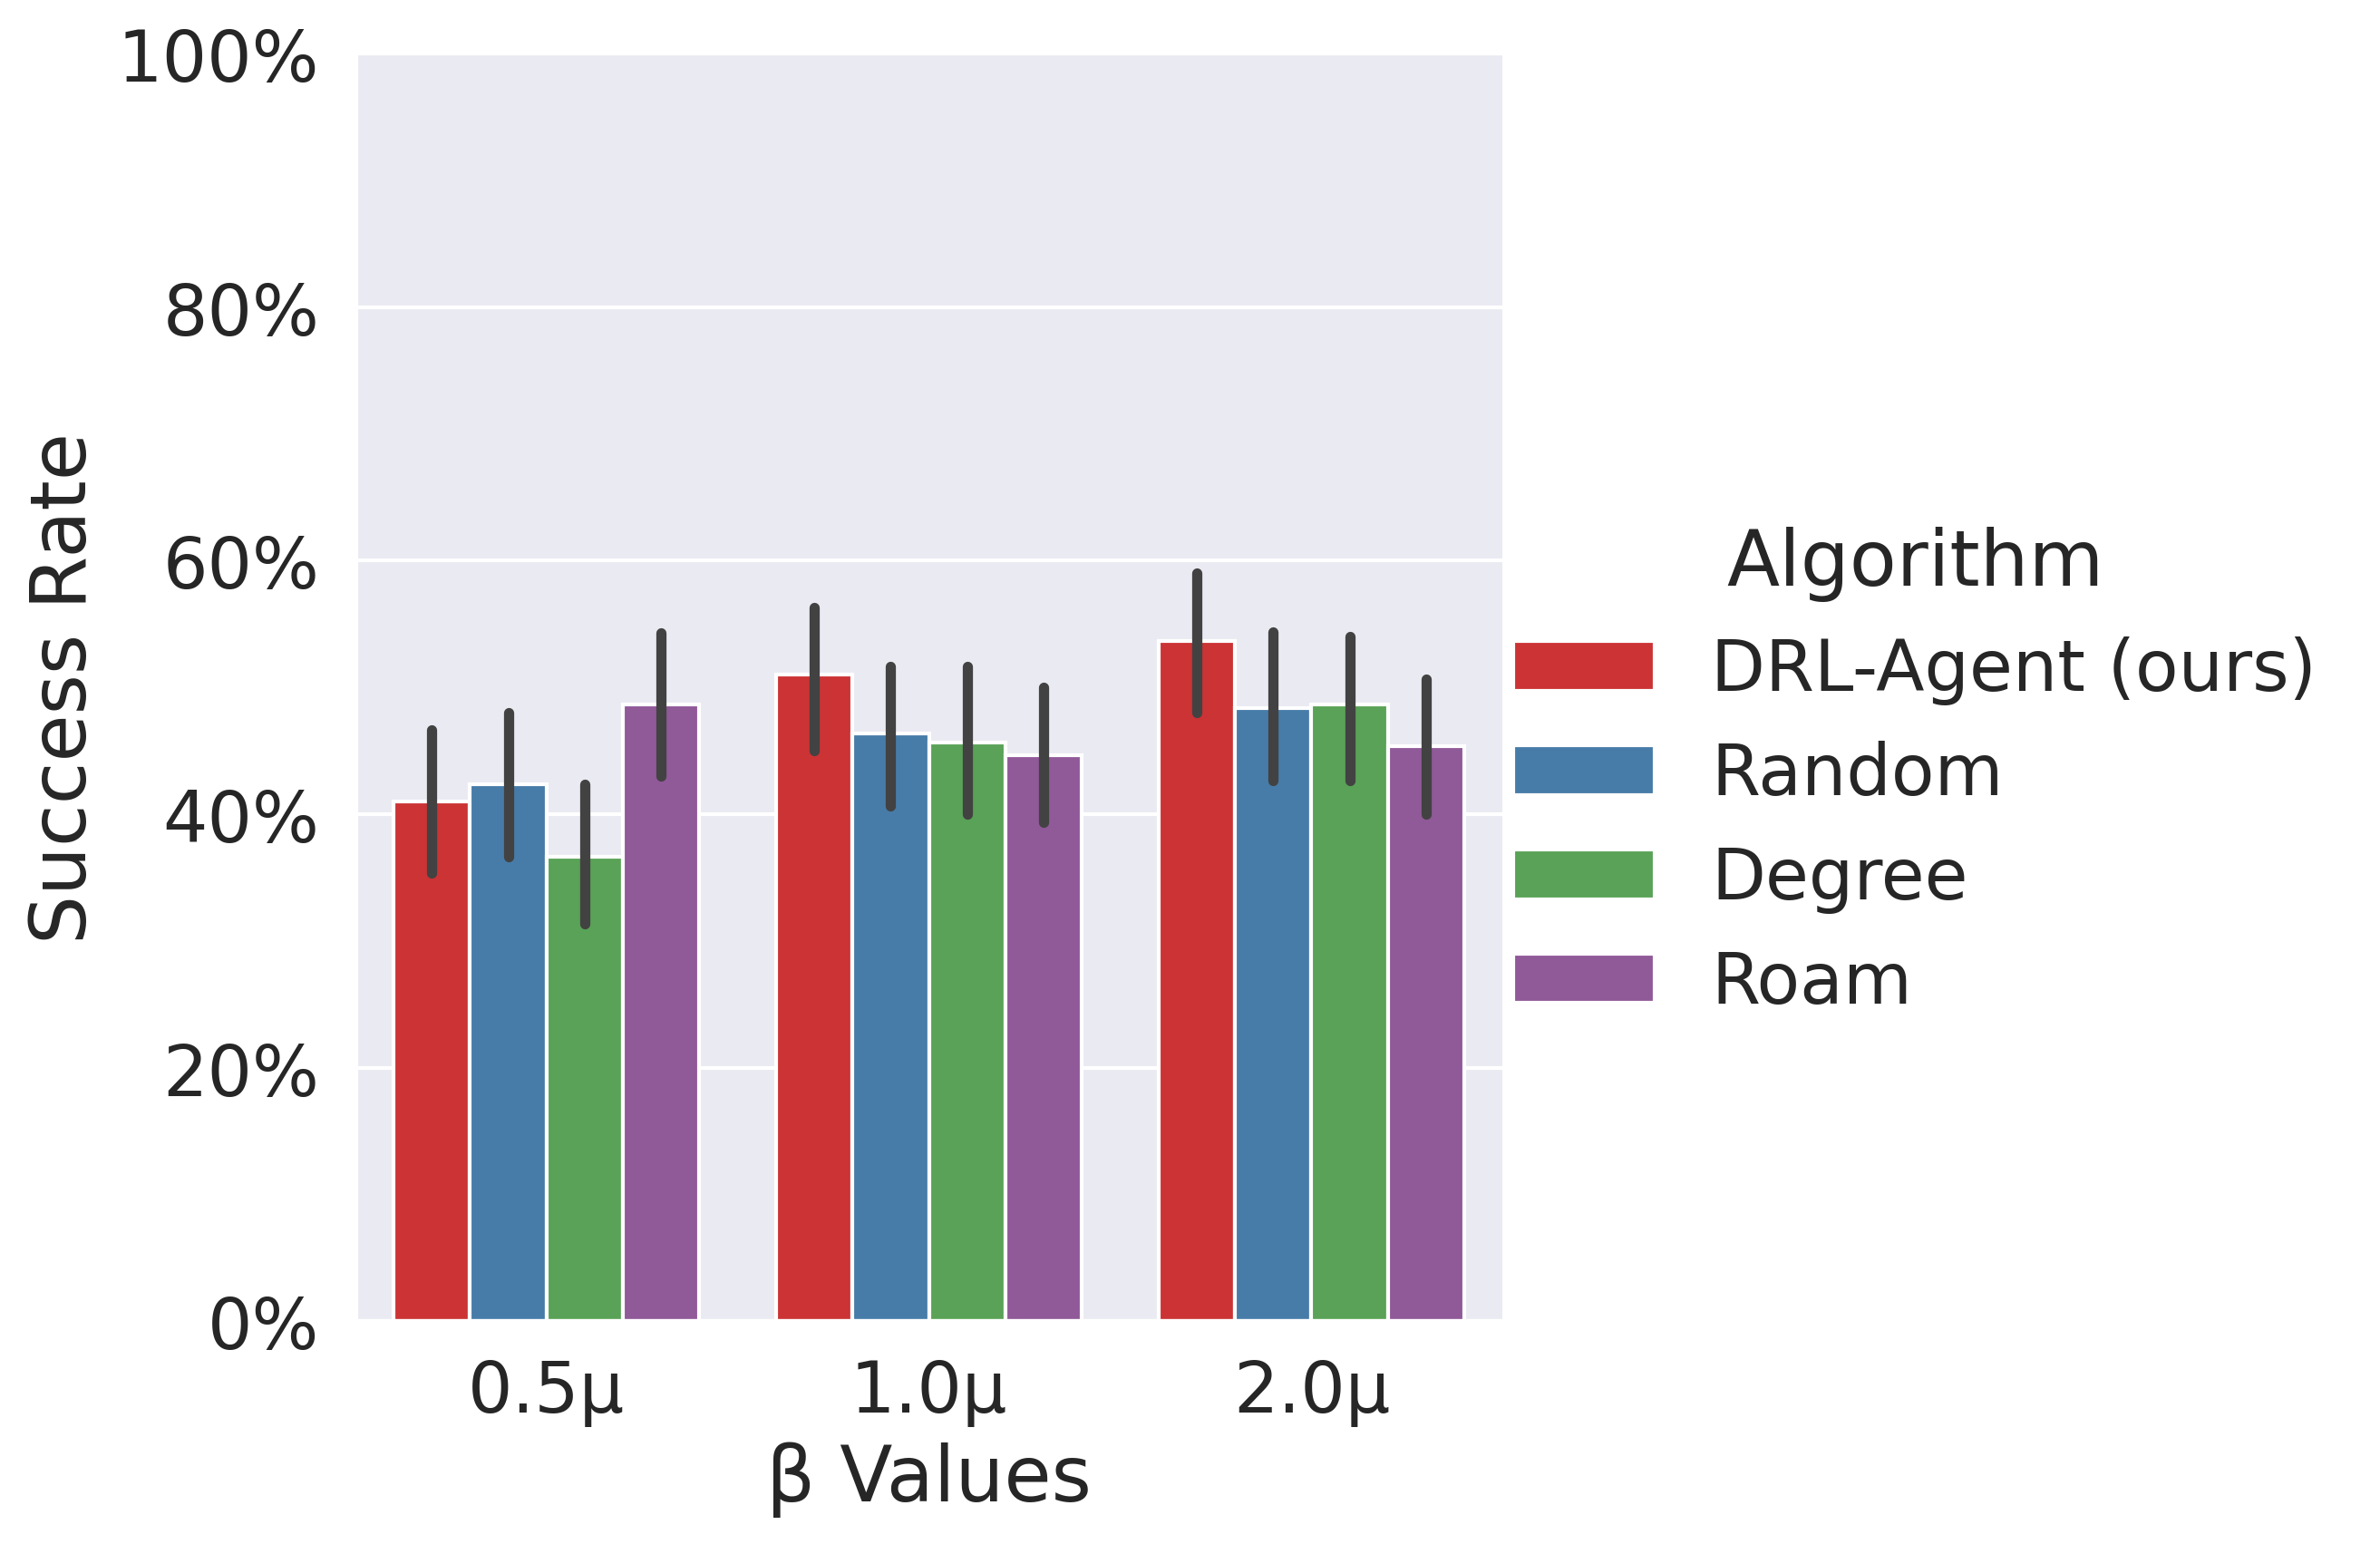 100%
80%
60%
40%
20%
0%
Success Rate
0.5µ 1.0µ 2.0µ
β Values
Algorithm
DRL-Agent (ours)
Random
Degree
Roam